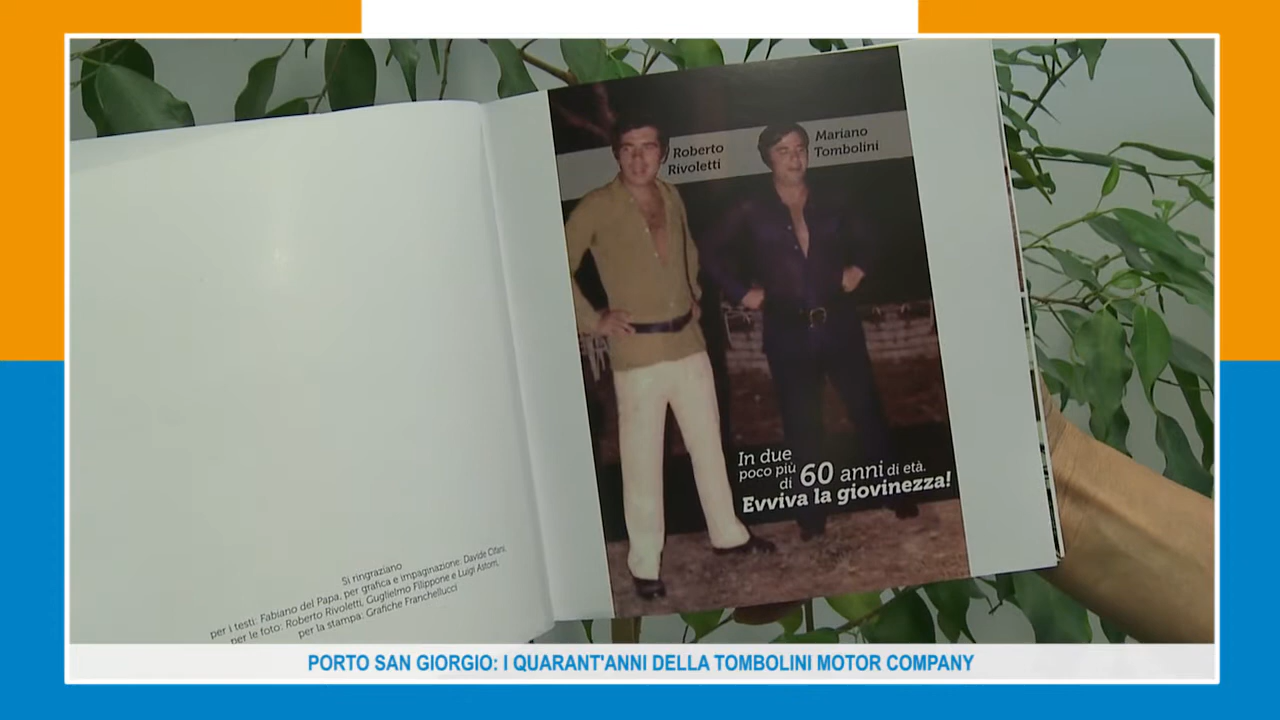 Roberto
Rivoletti
Mariano
Tombolini
In due
poco più
di 60 anni di età.
Evviva la giovinezza!
Si ringraziano
per i testi: Fabiano del Papa, per grafica e impaginazione: Davide Cifani,
per le foto: Roberto Rivoletti, Guglielmo Filippone e Luigi Astorri,
per la stampa: Grafiche Franchellucci
PORTO SAN GIORGIO: I QUARANT'ANNI DELLA TOMBOLINI MOTOR COMPANY